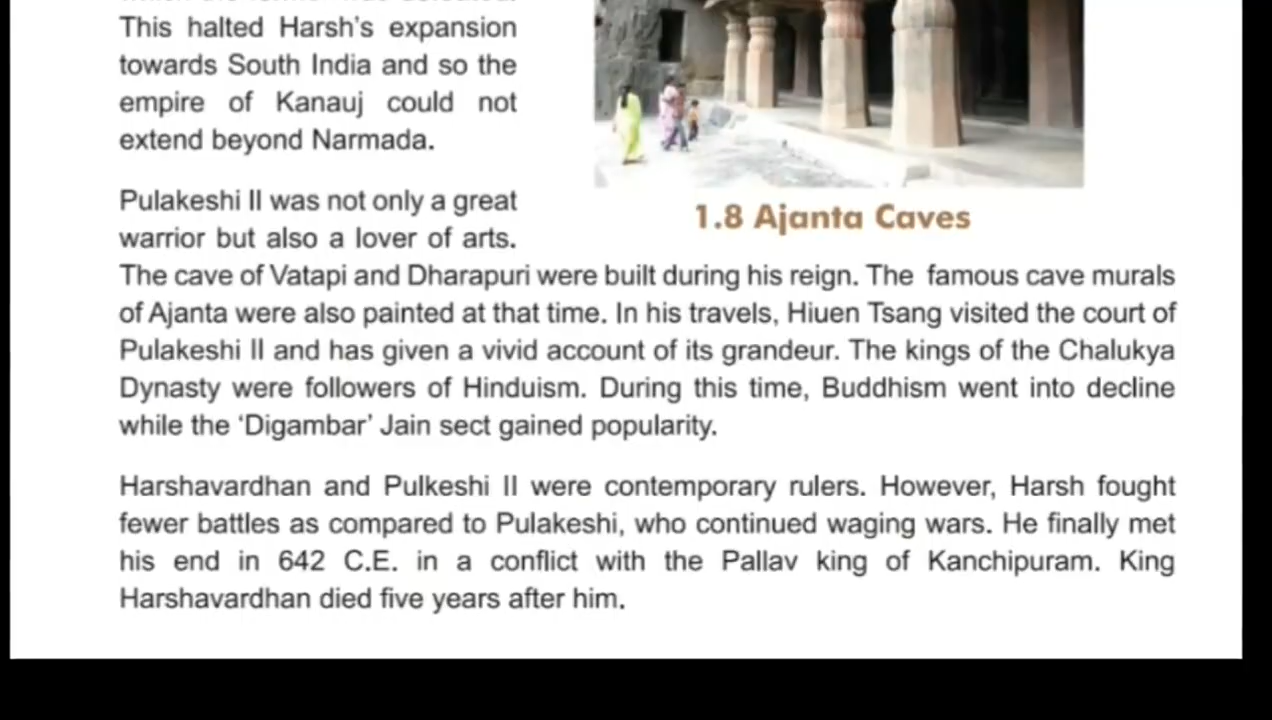 This halted Harsh's expansion
towards South India and so the
empire of Kanauj could not
extend beyond Narmada.
1.8 Ajanta Caves
Pulakeshi II was not only a great
warrior but also a lover of arts.
The cave of Vatapi and Dharapuri were built during his reign. The famous cave murals
of Ajanta were also painted at that time. In his travels, Hiuen Tsang visited the court of
Pulakeshi II and has given a vivid account of its grandeur. The kings of the Chalukya
Dynasty were followers of Hinduism. During this time, Buddhism went into decline
while the 'Digambar' Jain sect gained popularity.
Harshavardhan and Pulkeshi II were contemporary rulers. However, Harsh fought
fewer battles as compared to Pulakeshi, who continued waging wars. He finally met
his end in 642 C.E. in a conflict with the Pallav king of Kanchipuram. King
Harshavardhan died five years after him.